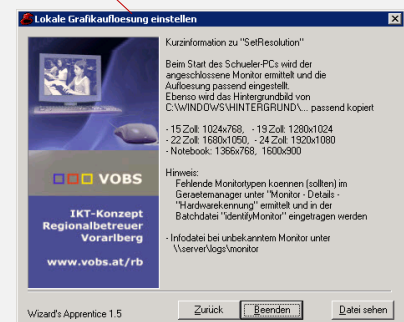 Lokale Grafikaufloesung einstellen
Kurzinformation zu "SetResolution"
Beim Start des Schueler-PCs wird der
angeschlossene Monitor ermittelt und die
Aufloesung passend eingestellt.
Ebenso wird das Hintergrundbild von
C:\WINDOWS\HINTERGRUND\... passend kopiert
- 15 Zoll: 1024x768, - 19 Zoll: 1280x1024
- 22 Zoll: 1680x1050, - 24 Zoll: 1920x1080
- Notebook: 1366x768, 1600x900
Hinweis:
Fehlende Monitortypen koennen (sollten) im
Geraetemanager unter "Monitor - Details -
"Hardwarekennung" ermittelt und in der
Batchdatei "identifyMonitor" eingetragen werden
- Infodatei bei unbekanntem Monitor unter
\\server\logs\monitor
VOBS
IKT-Konzept
Regionalbetreuer
Vorarlberg
www.vobs.at/rb
Wizard's Apprentice 1.5
Zurück
Beenden
Datei sehen